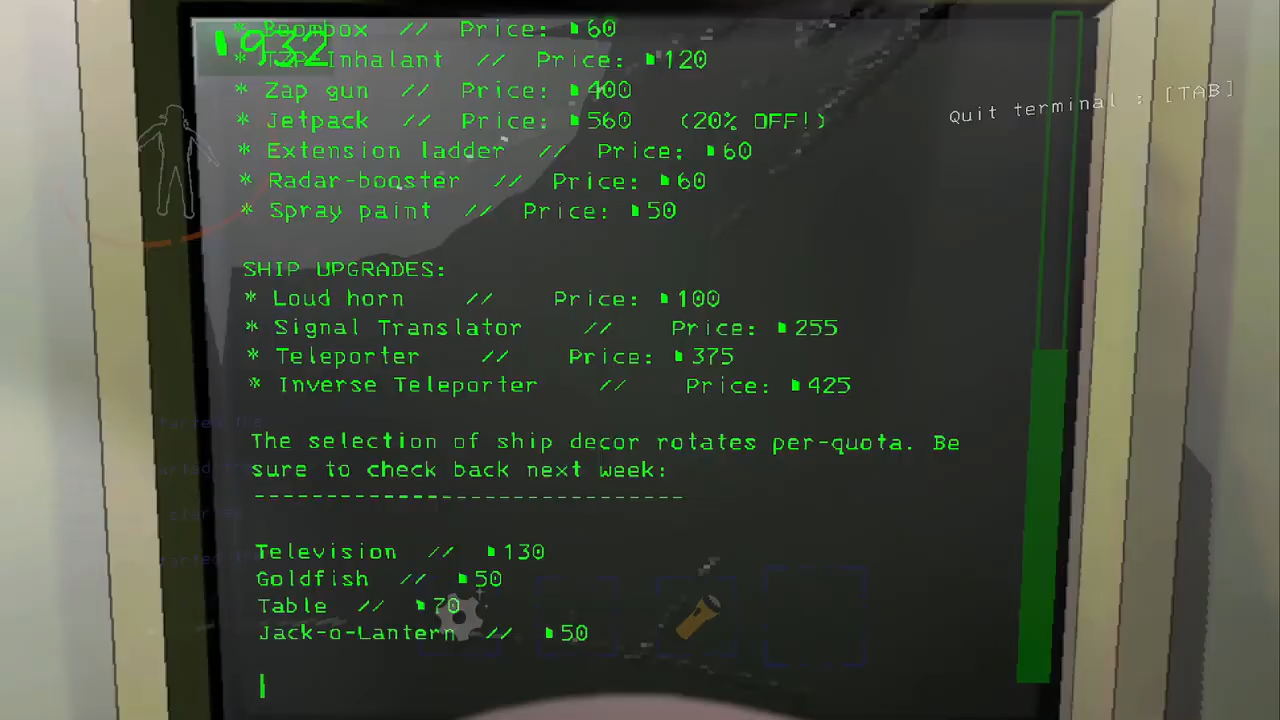 * Boombox // Price: ▮60
▮932
* TZP-Inhalant // Price: ▮120
* Zap gun // Price: ▮400
* Jetpack // Price: ▮560 (20% OFF!)
Quit terminal : [TAB]
* Extension ladder // Price: ▮60
* Radar-booster // Price: ▮60
* Spray paint // Price: ▮50
SHIP UPGRADES:
* Loud horn // Price: ▮100
* Signal Translator // Price: ▮255
* Teleporter // Price: ▮375
* Inverse Teleporter // Price: ▮425
The selection of ship decor rotates per-quota. Be
sure to check back next week:
------------------------------
Television // ▮130
Goldfish // ▮50
Table // ▮70
Jack-o-Lantern // ▮50